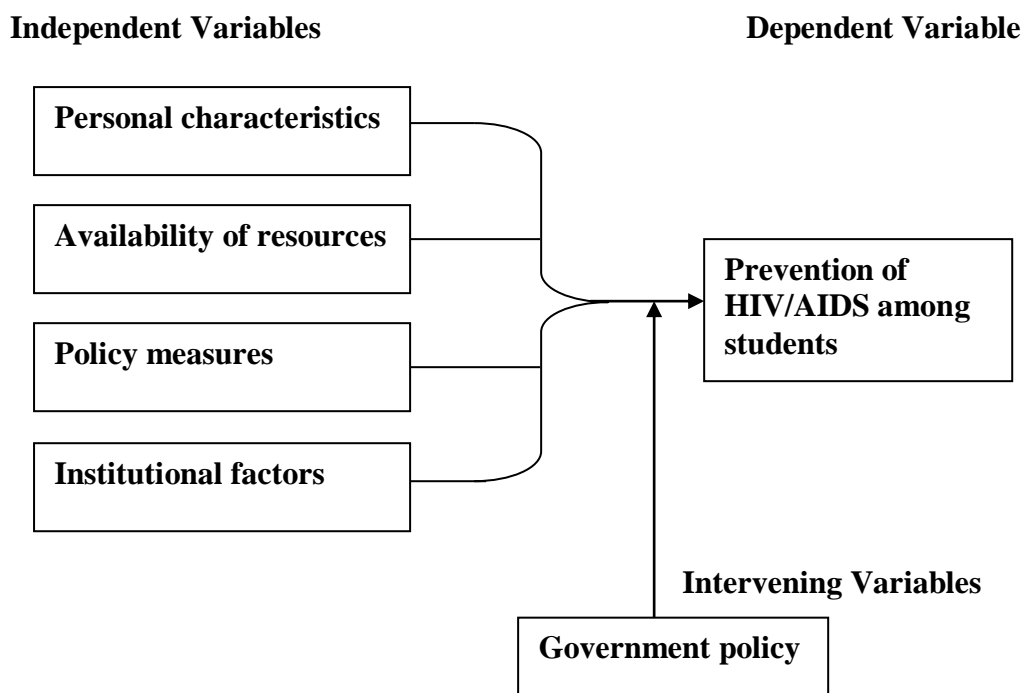 Independent Variables
Dependent Variable
Personal characteristics
Availability of resources
Policy measures
Institutional factors
Prevention of
HIV/AIDS among
students
Intervening Variables
Government policy